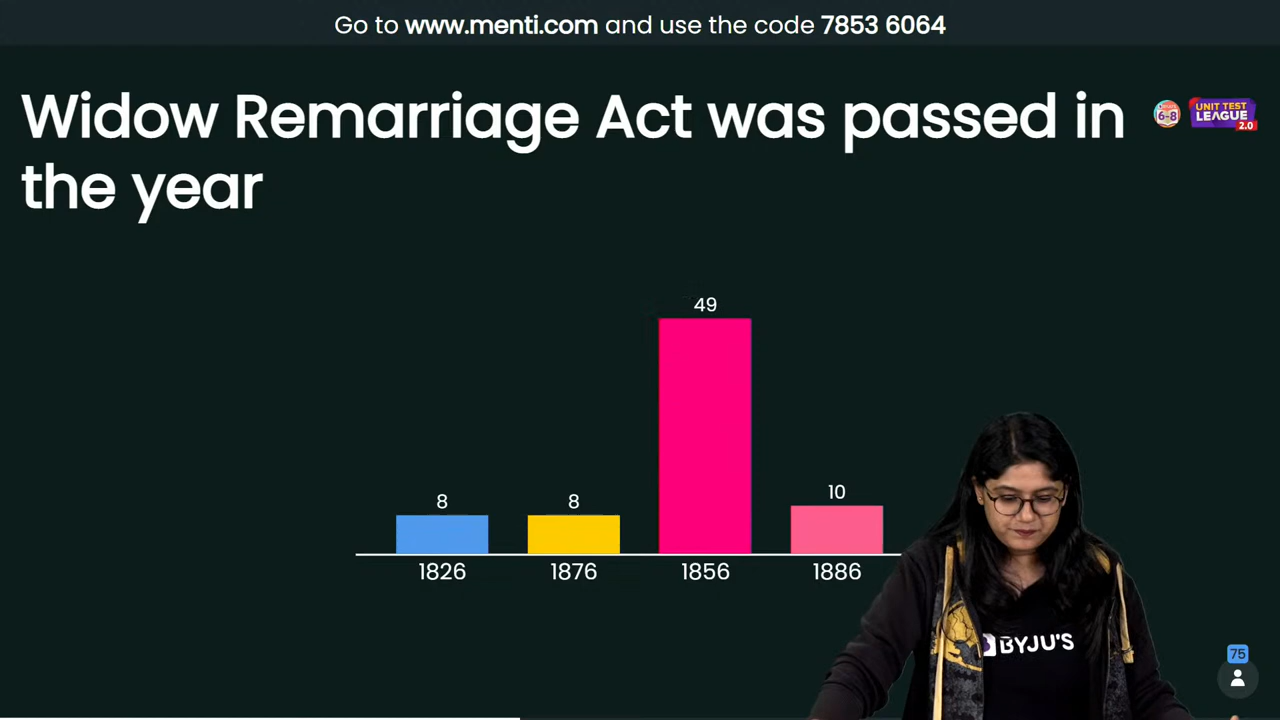 Go to www.menti.com and use the code 7853 6064
Widow Remarriage Act was passed in
the year
6-8
UNIT TEST
LEAGUE
2.0
49
8
8
10
1826
1876
1856
1886
BYJU'S
75